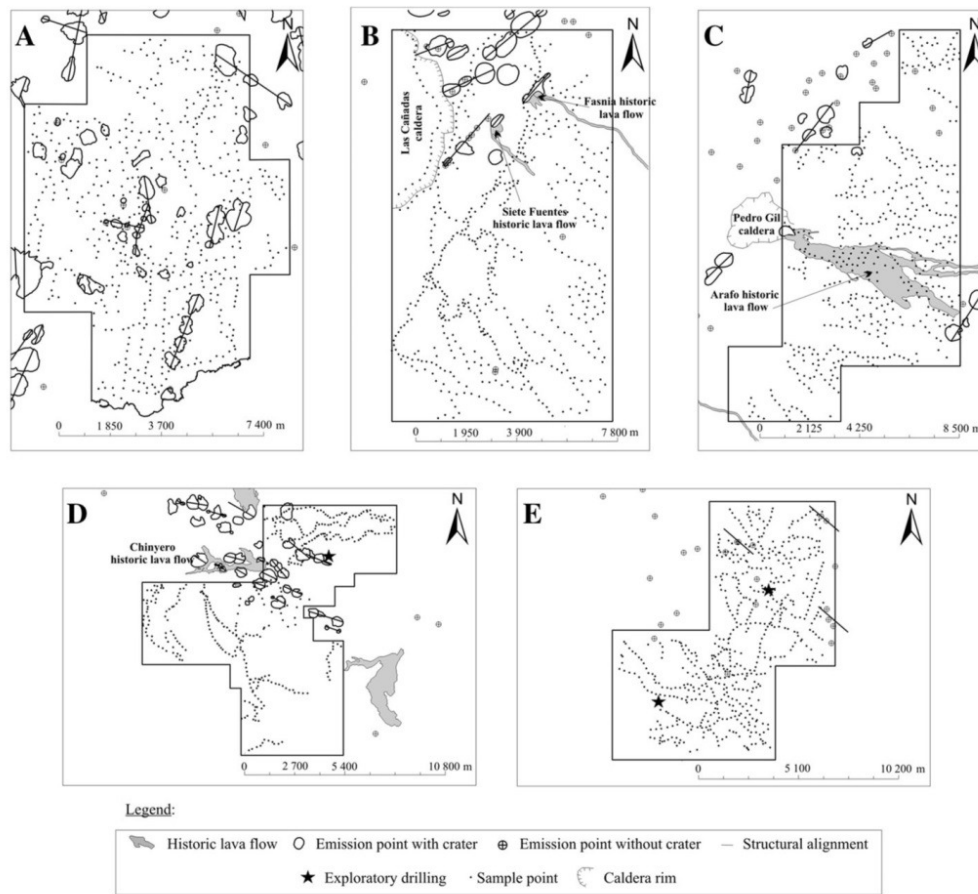 A
N
0 1 850 3 700 7 400 m
B
N
Las Cañadas
caldera
Fasnia historic
lava flow
Siete Fuentes
historic lava flow
0 1 950 3 900 7 800 m
C
N
Pedro Gil
caldera
Arafo historic
lava flow
0 2 125 4 250 8 500 m
D
N
Chinyero
historic lava flow
0 2 700 5 400 10 800 m
E
N
0 5 100 10 200 m
Legend:
Historic lava flow Emission point with crater Emission point without crater Structural alignment
Exploratory drilling Sample point Caldera rim